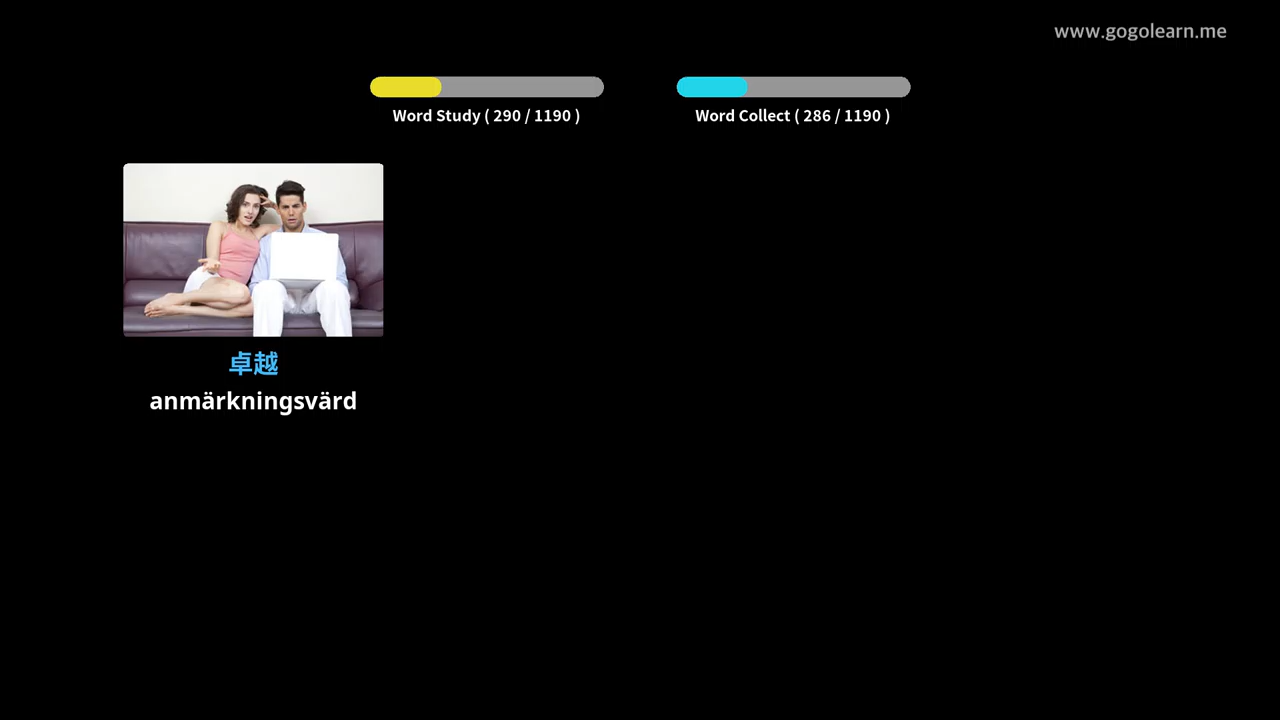 www.gogolearn.me
Word Study ( 290 / 1190 )
Word Collect ( 286 / 1190 )
卓越
anmärkningsvärd